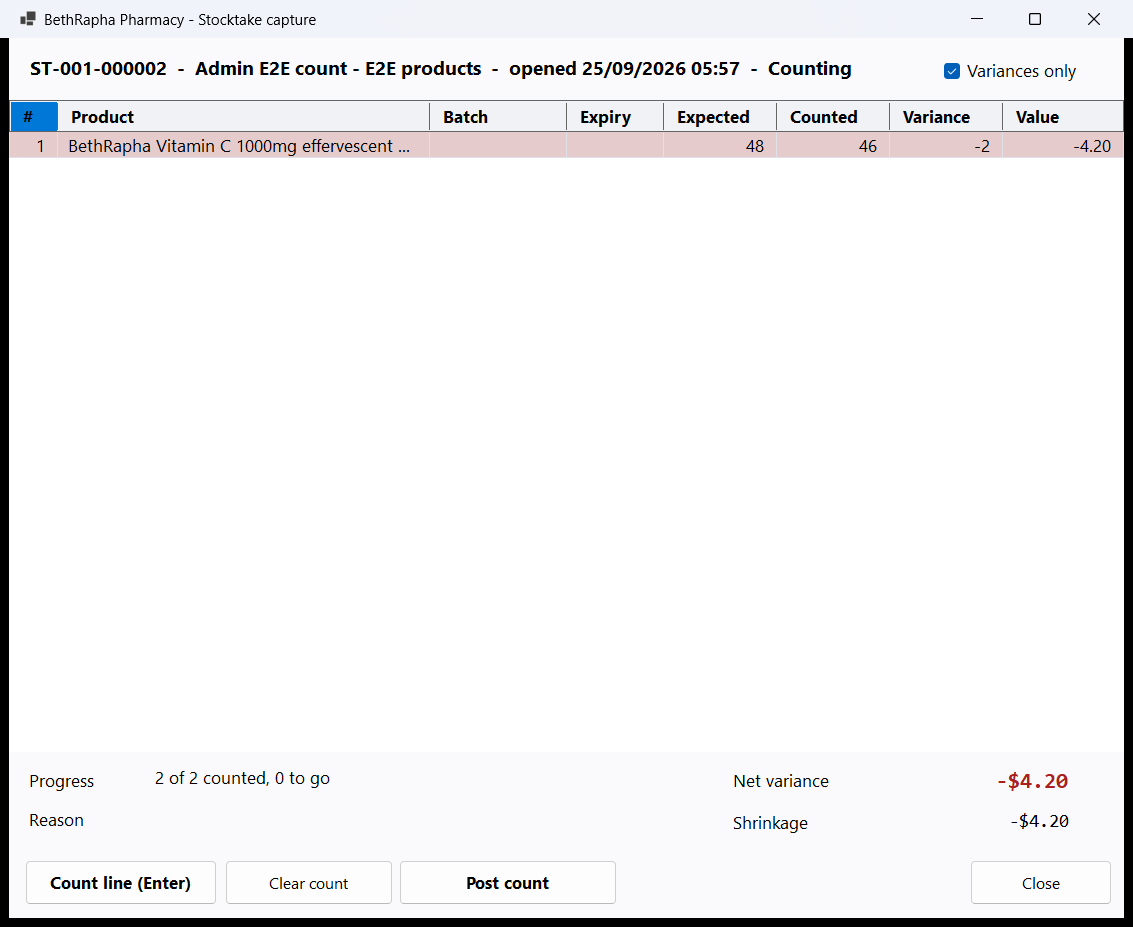 BethRapha Pharmacy - Stocktake capture
ST-001-000002 - Admin E2E count - E2E products - opened 25/09/2026 05:57 - Counting
Variances only
# Product Batch Expiry Expected Counted Variance Value
1 BethRapha Vitamin C 1000mg effervescent ... 48 46 -2 -4.20
Progress 2 of 2 counted, 0 to go Net variance -$4.20
Reason Shrinkage -$4.20
Count line (Enter) Clear count Post count Close